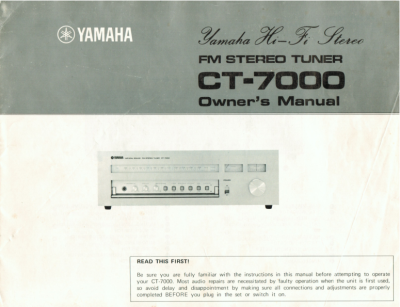 YAMAHA
Yamaha Hi-Fi Stereo
FM STEREO TUNER
CT-7000
Owner's Manual
YAMAHA
READ THIS FIRST!
Be sure you are fully familiar with the instructions in this manual before attempting to operate
your CT-7000. Most audio repairs are necessitated by faulty operation when the unit is first used,
so avoid delay and disappointment by making sure all connections and adjustments are properly
completed BEFORE you plug in the set or switch it on.